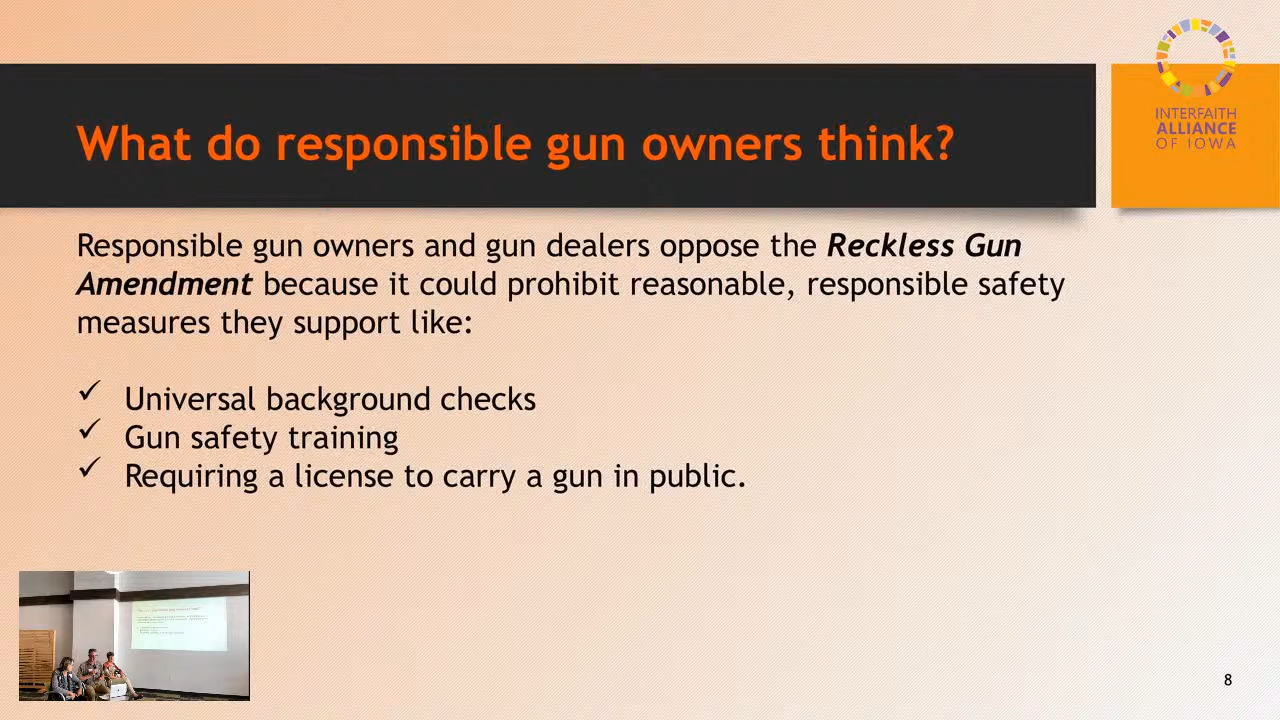 INTERFAITH
ALLIANCE
OF IOWA
What do responsible gun owners think?
Responsible gun owners and gun dealers oppose the Reckless Gun
Amendment because it could prohibit reasonable, responsible safety
measures they support like:
✓ Universal background checks
✓ Gun safety training
✓ Requiring a license to carry a gun in public.
8